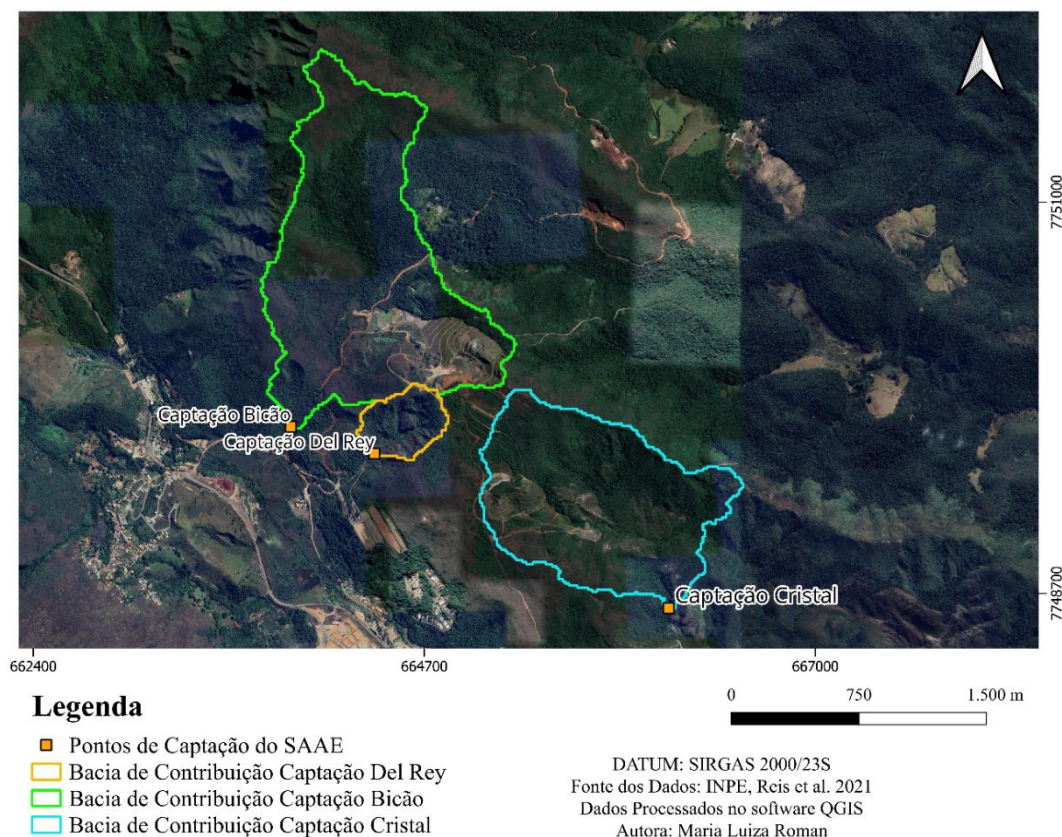 7751000
Captação Bicão
Captação Del Rey
Captação Cristal
7748700
662400
664700
667000
Legenda
0 750 1.500 m
Pontos de Captação do SAAE
Bacia de Contribuição Captação Del Rey
Bacia de Contribuição Captação Bicão
Bacia de Contribuição Captação Cristal
DATUM: SIRGAS 2000/23S
Fonte dos Dados: INPE, Reis et al. 2021
Dados Processados no software QGIS
Autora: Maria Luiza Roman